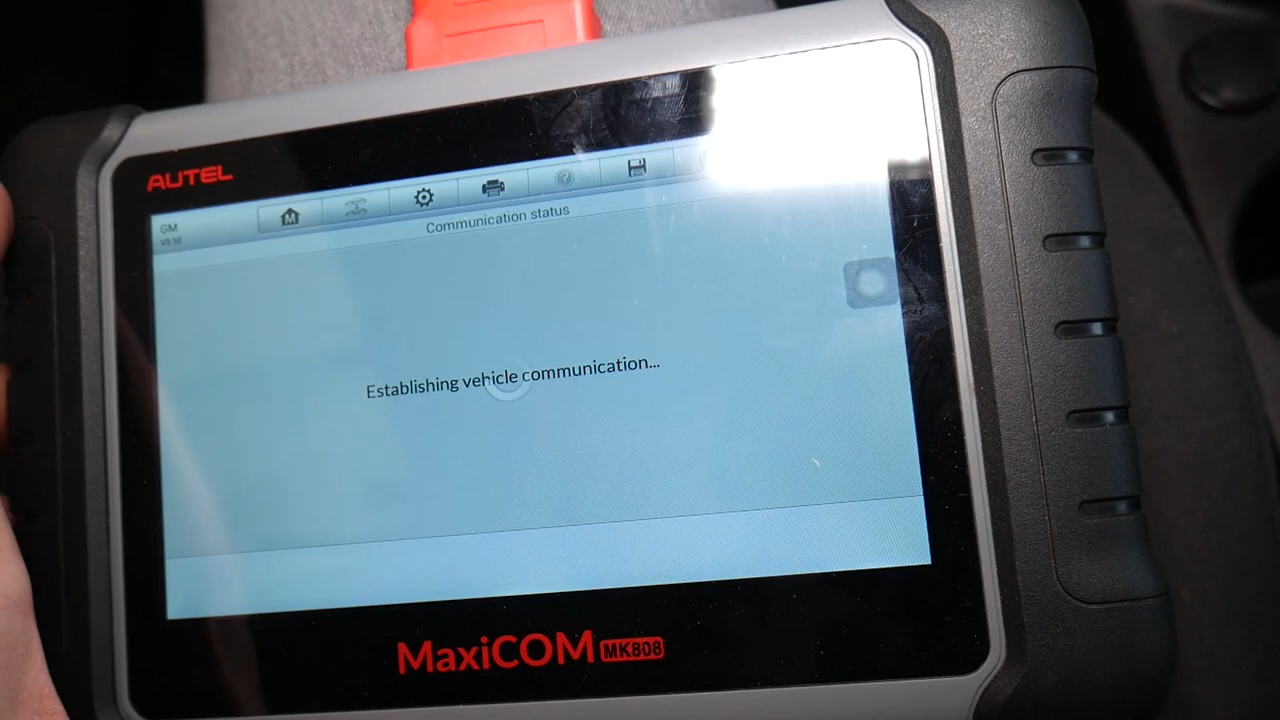 AUTEL
GM
Communication status
Establishing vehicle communication...
MaxiCOM MK808